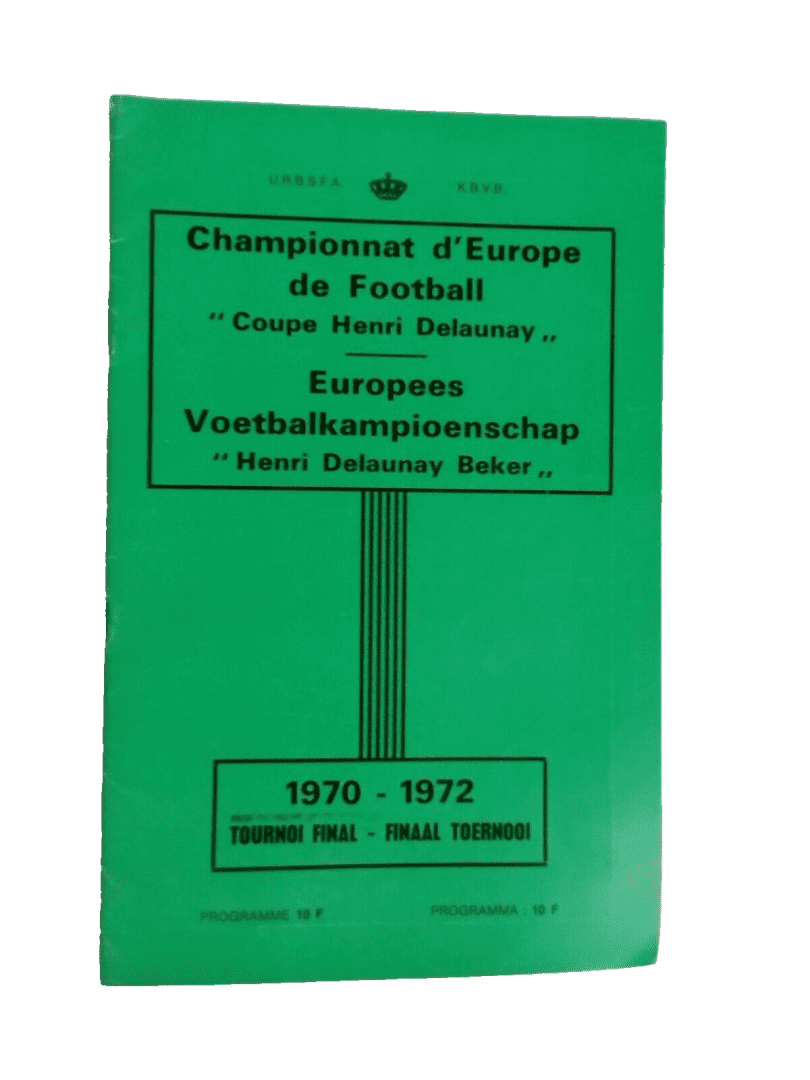 U.R.B.S.F.A. K.B.V.B.
Championnat d'Europe
de Football
“ Coupe Henri Delaunay „
Europees
Voetbalkampioenschap
“ Henri Delaunay Beker „
1970 - 1972
TOURNOI FINAL - FINAAL TOERNOOI
PROGRAMME 10 F PROGRAMMA : 10 F